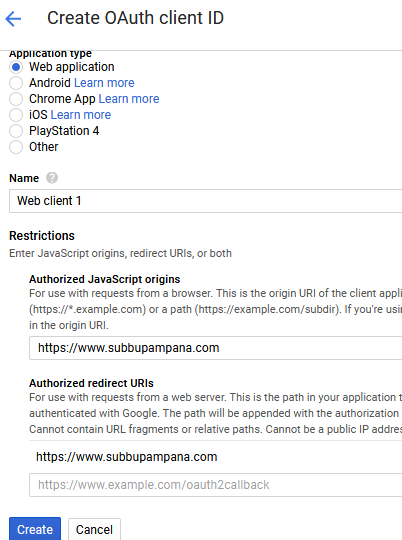 Create OAuth client ID
Application type
Web application
Android Learn more
Chrome App Learn more
iOS Learn more
PlayStation 4
Other
Name ?
Web client 1
Restrictions
Enter JavaScript origins, redirect URIs, or both
Authorized JavaScript origins
For use with requests from a browser. This is the origin URI of the client appli
(https://*.example.com) or a path (https://example.com/subdir). If you're usin
in the origin URI.
https://www.subbupampana.com
Authorized redirect URIs
For use with requests from a web server. This is the path in your application t
authenticated with Google. The path will be appended with the authorization
Cannot contain URL fragments or relative paths. Cannot be a public IP addre
https://www.subbupampana.com
https://www.example.com/oauth2callback
Create Cancel